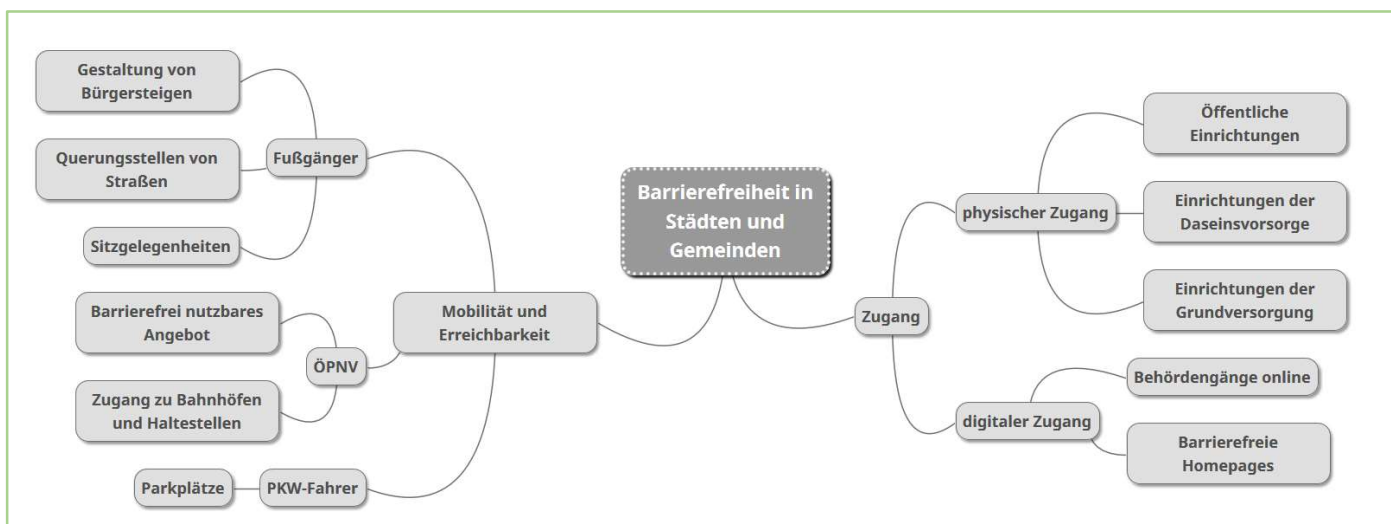 Barrierefreiheit in
Städten und
Gemeinden
Mobilität und
Erreichbarkeit
Fußgänger
Gestaltung von
Bürgersteigen
Querungsstellen von
Straßen
Sitzgelegenheiten
ÖPNV
Barrierefrei nutzbares
Angebot
Zugang zu Bahnhöfen
und Haltestellen
PKW-Fahrer
Parkplätze
Zugang
physischer Zugang
Öffentliche
Einrichtungen
Einrichtungen der
Daseinsvorsorge
Einrichtungen der
Grundversorgung
digitaler Zugang
Behördengänge online
Barrierefreie
Homepages